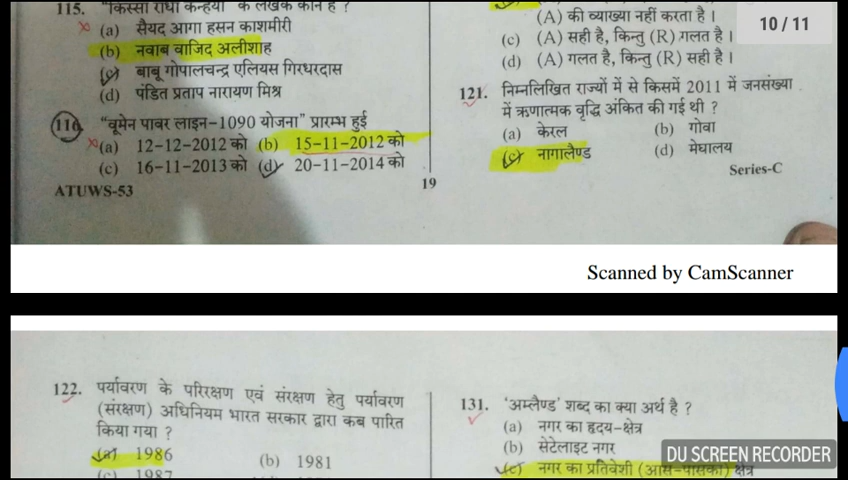 115. "किस्सा राधा कन्हैया" के लेखक कौन हैं ?
(a) सैयद आगा हसन काशमीरी
(b) नवाब वाजिद अलीशाह
(c) बाबू गोपालचन्द्र एलियस गिरधरदास
(d) पंडित प्रताप नारायण मिश्र
116. "वूमेन पावर लाइन-1090 योजना" प्रारम्भ हुई
(a) 12-12-2012 को (b) 15-11-2012 को
(c) 16-11-2013 को (d) 20-11-2014 को
ATUWS-53
19
(A) की व्याख्या नहीं करता है ।
(c) (A) सही है, किन्तु (R) गलत है ।
(d) (A) गलत है, किन्तु (R) सही है ।
10 / 11
121. निम्नलिखित राज्यों में से किसमें 2011 में जनसंख्या
में ऋणात्मक वृद्धि अंकित की गई थी ?
(a) केरल (b) गोवा
(c) नागालैण्ड (d) मेघालय
Series-C
Scanned by CamScanner
122. पर्यावरण के परिरक्षण एवं संरक्षण हेतु पर्यावरण
(संरक्षण) अधिनियम भारत सरकार द्वारा कब पारित
किया गया ?
(a) 1986 (b) 1981
(c) 1987
131. 'अम्लैण्ड' शब्द का क्या अर्थ है ?
(a) नगर का हृदय-क्षेत्र
(b) सेटेलाइट नगर
(c) नगर का प्रतिवेशी (आस-पासका) क्षेत्र
DU SCREEN RECORDER